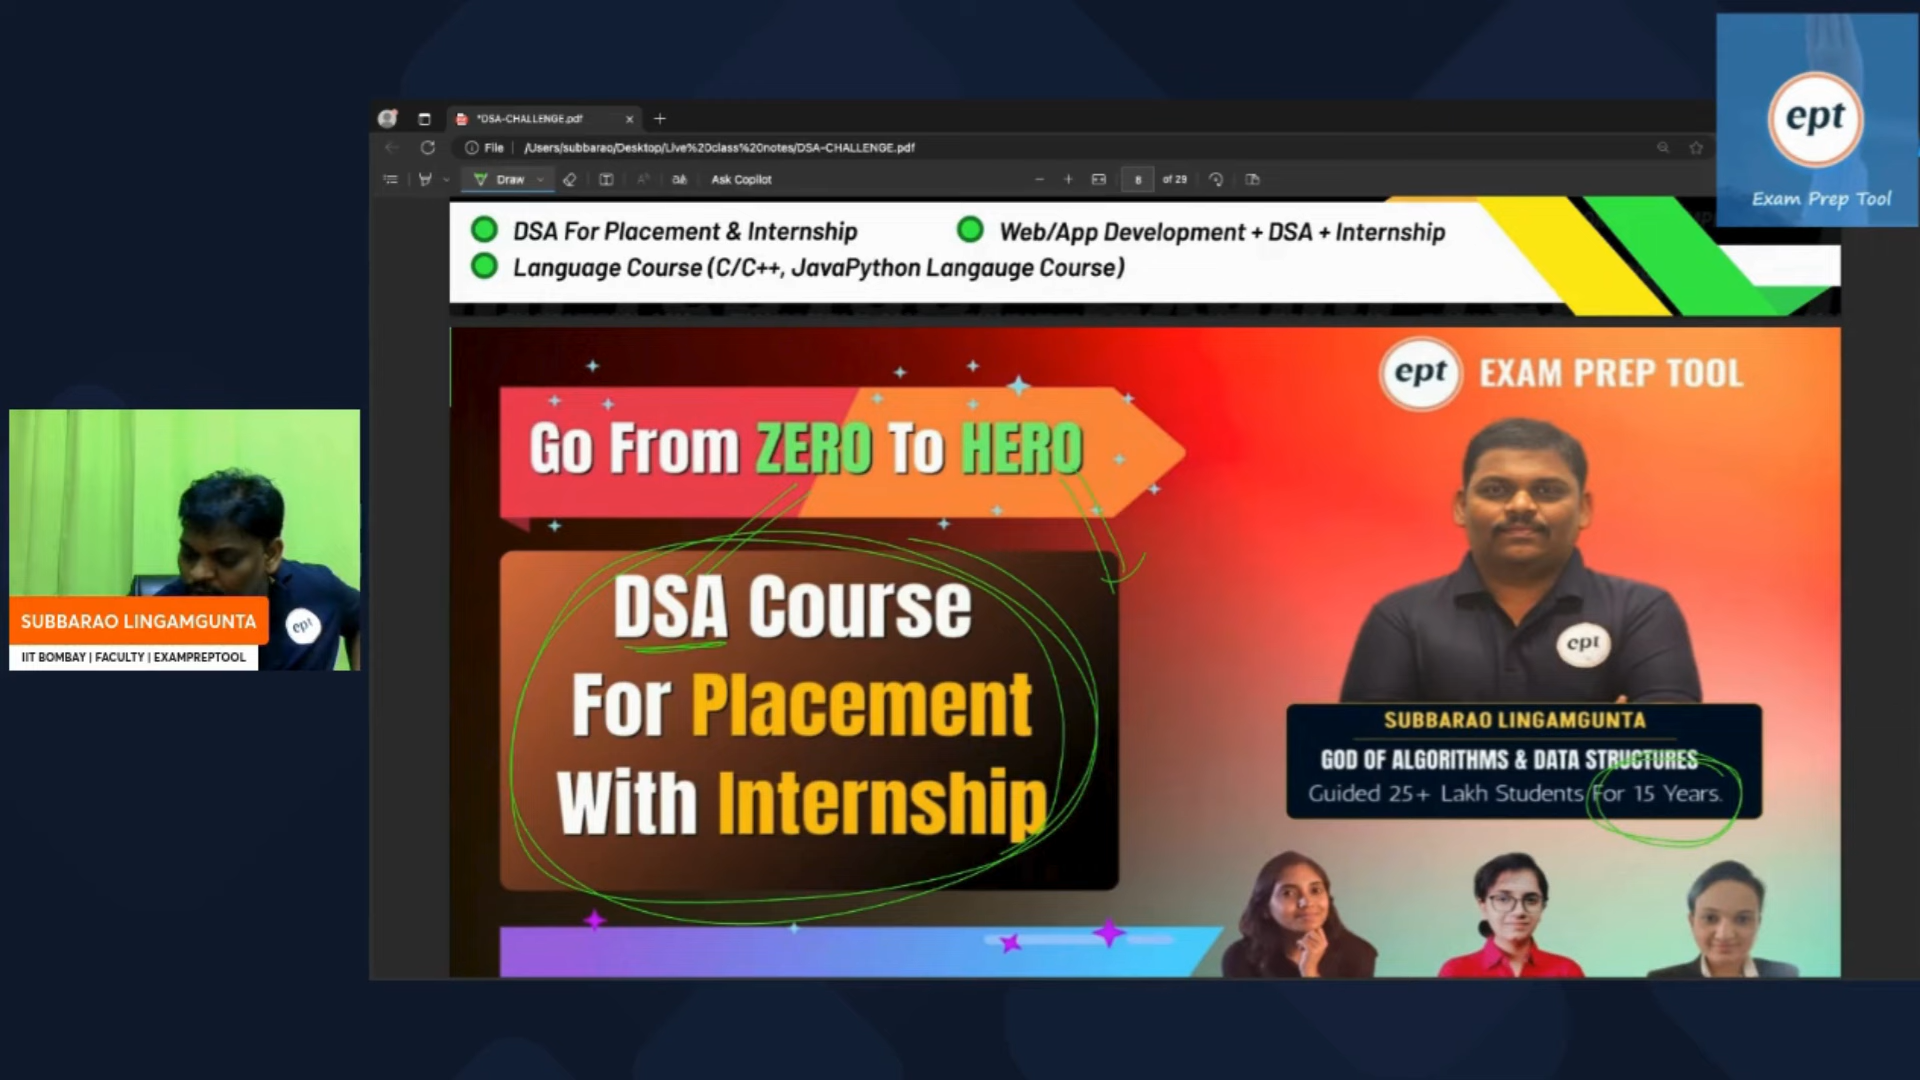 ept
Exam Prep Tool
*DSA-CHALLENGE.pdf
File
/Users/subbarao/Desktop/Live%20class%20notes/DSA-CHALLENGE.pdf
Draw
Ask Copilot
8
of 29
DSA For Placement & Internship
Web/App Development + DSA + Internship
Language Course (C/C++, JavaPython Langauge Course)
ept EXAM PREP TOOL
Go From ZERO To HERO
DSA Course
For Placement
With Internship
ept
SUBBARAO LINGAMGUNTA
GOD OF ALGORITHMS & DATA STRUCTURES
Guided 25+ Lakh Students For 15 Years.
SUBBARAO LINGAMGUNTA
ept
IIT BOMBAY | FACULTY | EXAMPREPTOOL